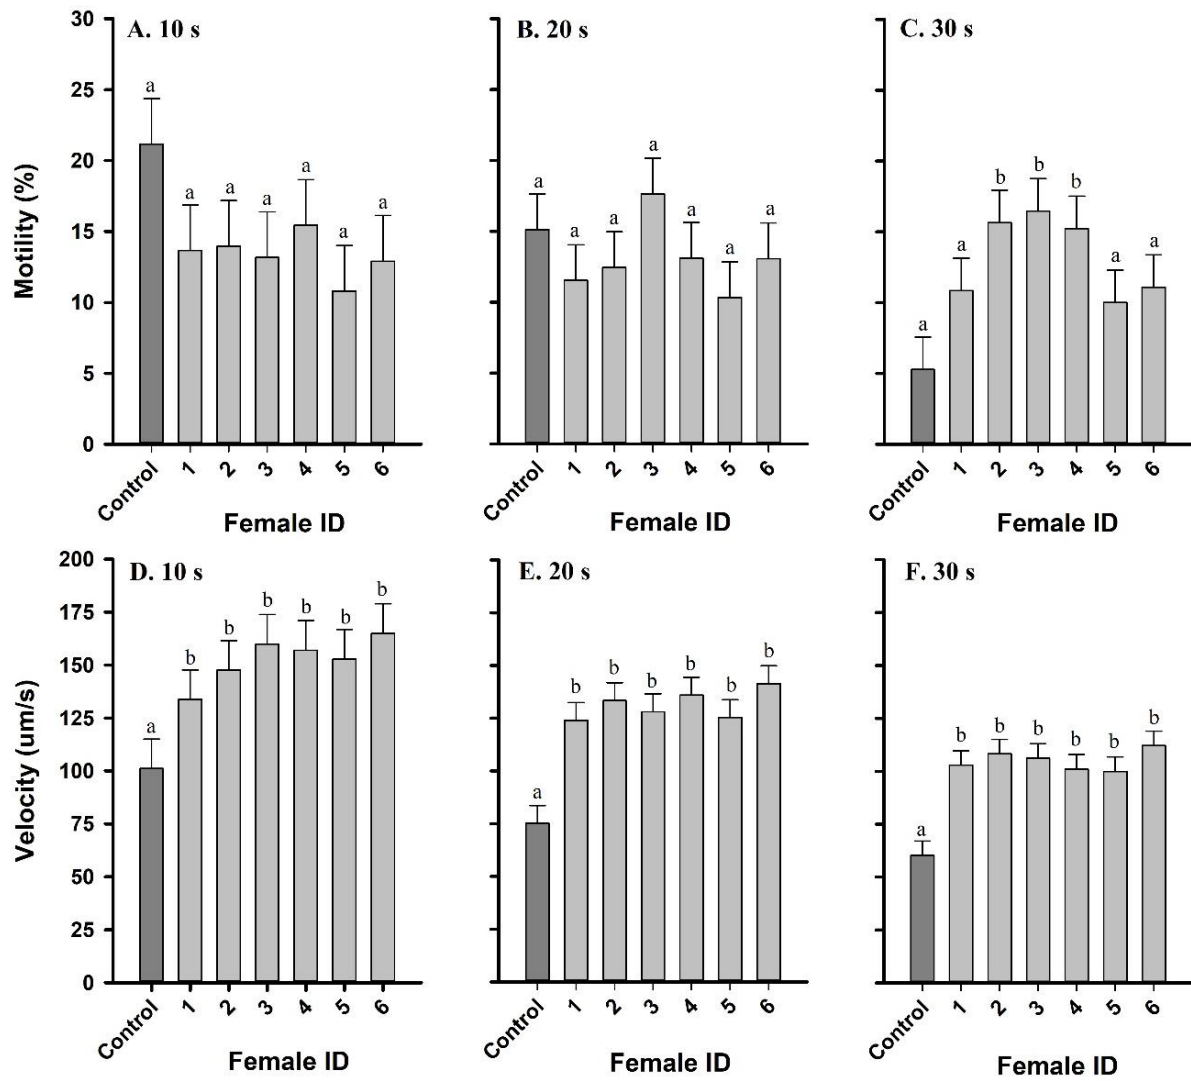 A. 10 s
B. 20 s
C. 30 s
Motility (%)
30
25
20
15
10
5
0
a a a a a a a
a a a a a a a
a a b b b a a
Control 1 2 3 4 5 6
Control 1 2 3 4 5 6
Control 1 2 3 4 5 6
Female ID
Female ID
Female ID
D. 10 s
E. 20 s
F. 30 s
Velocity (um/s)
200
175
150
125
100
75
50
25
0
a b b b b b b
a b b b b b b
a b b b b b b
Control 1 2 3 4 5 6
Control 1 2 3 4 5 6
Control 1 2 3 4 5 6
Female ID
Female ID
Female ID